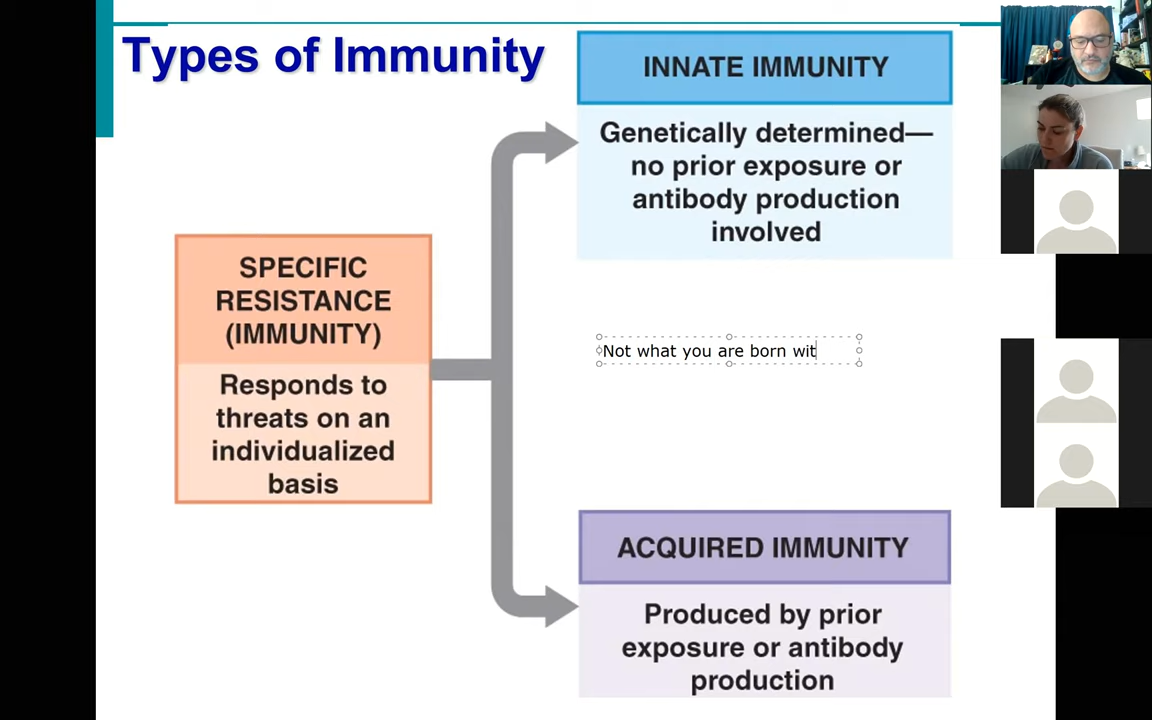 Types of Immunity
INNATE IMMUNITY
Genetically determined—
no prior exposure or
antibody production
involved
SPECIFIC
RESISTANCE
(IMMUNITY)
Responds to
threats on an
individualized
basis
Not what you are born wit
ACQUIRED IMMUNITY
Produced by prior
exposure or antibody
production